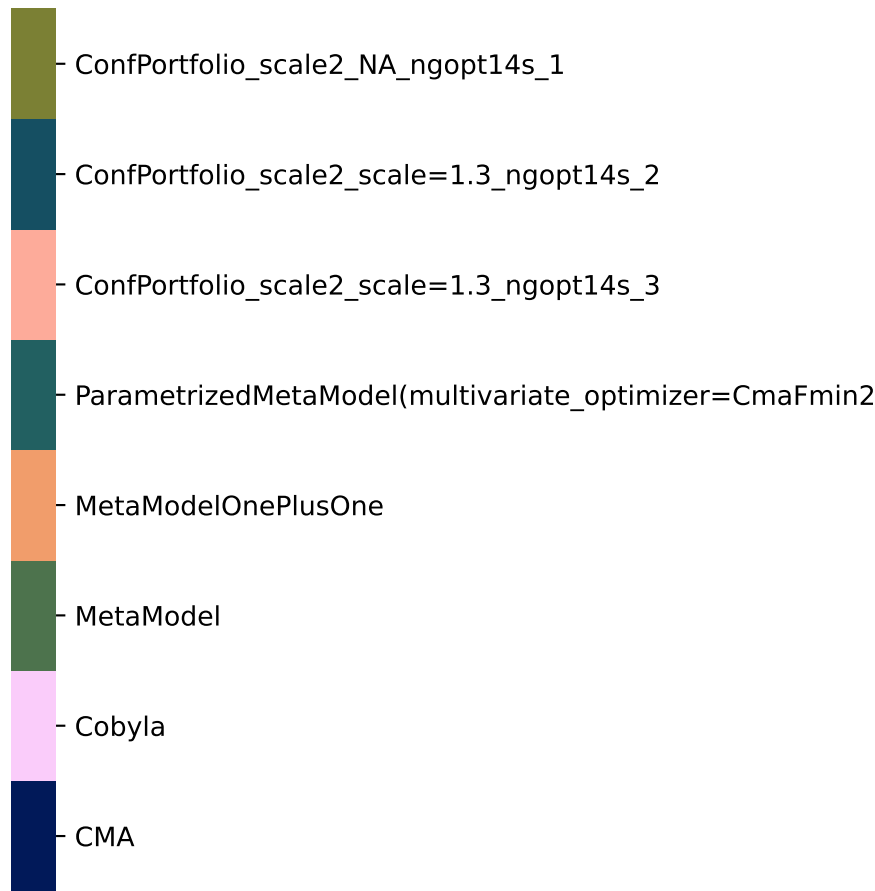 ConfPortfolio_scale2_NA_ngopt14s_1
ConfPortfolio_scale2_scale=1.3_ngopt14s_2
ConfPortfolio_scale2_scale=1.3_ngopt14s_3
ParametrizedMetaModel(multivariate_optimizer=CmaFmin2
MetaModelOnePlusOne
MetaModel
Cobyla
CMA